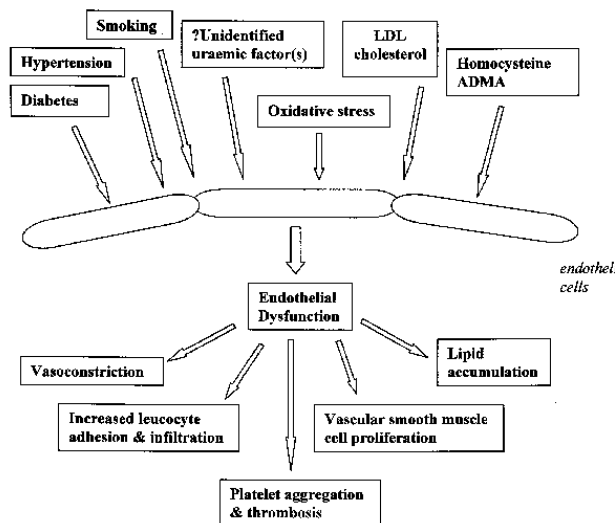 Smoking
?Unidentified
uraemic factor(s)
LDL
cholesterol
Hypertension
Homocysteine
ADMA
Diabetes
Oxidative stress
endothel
cells
Endothelial
Dysfunction
Vasoconstriction
Lipid
accumulation
Increased leucocyte
adhesion & infiltration
Vascular smooth muscle
cell proliferation
Platelet aggregation
& thrombosis